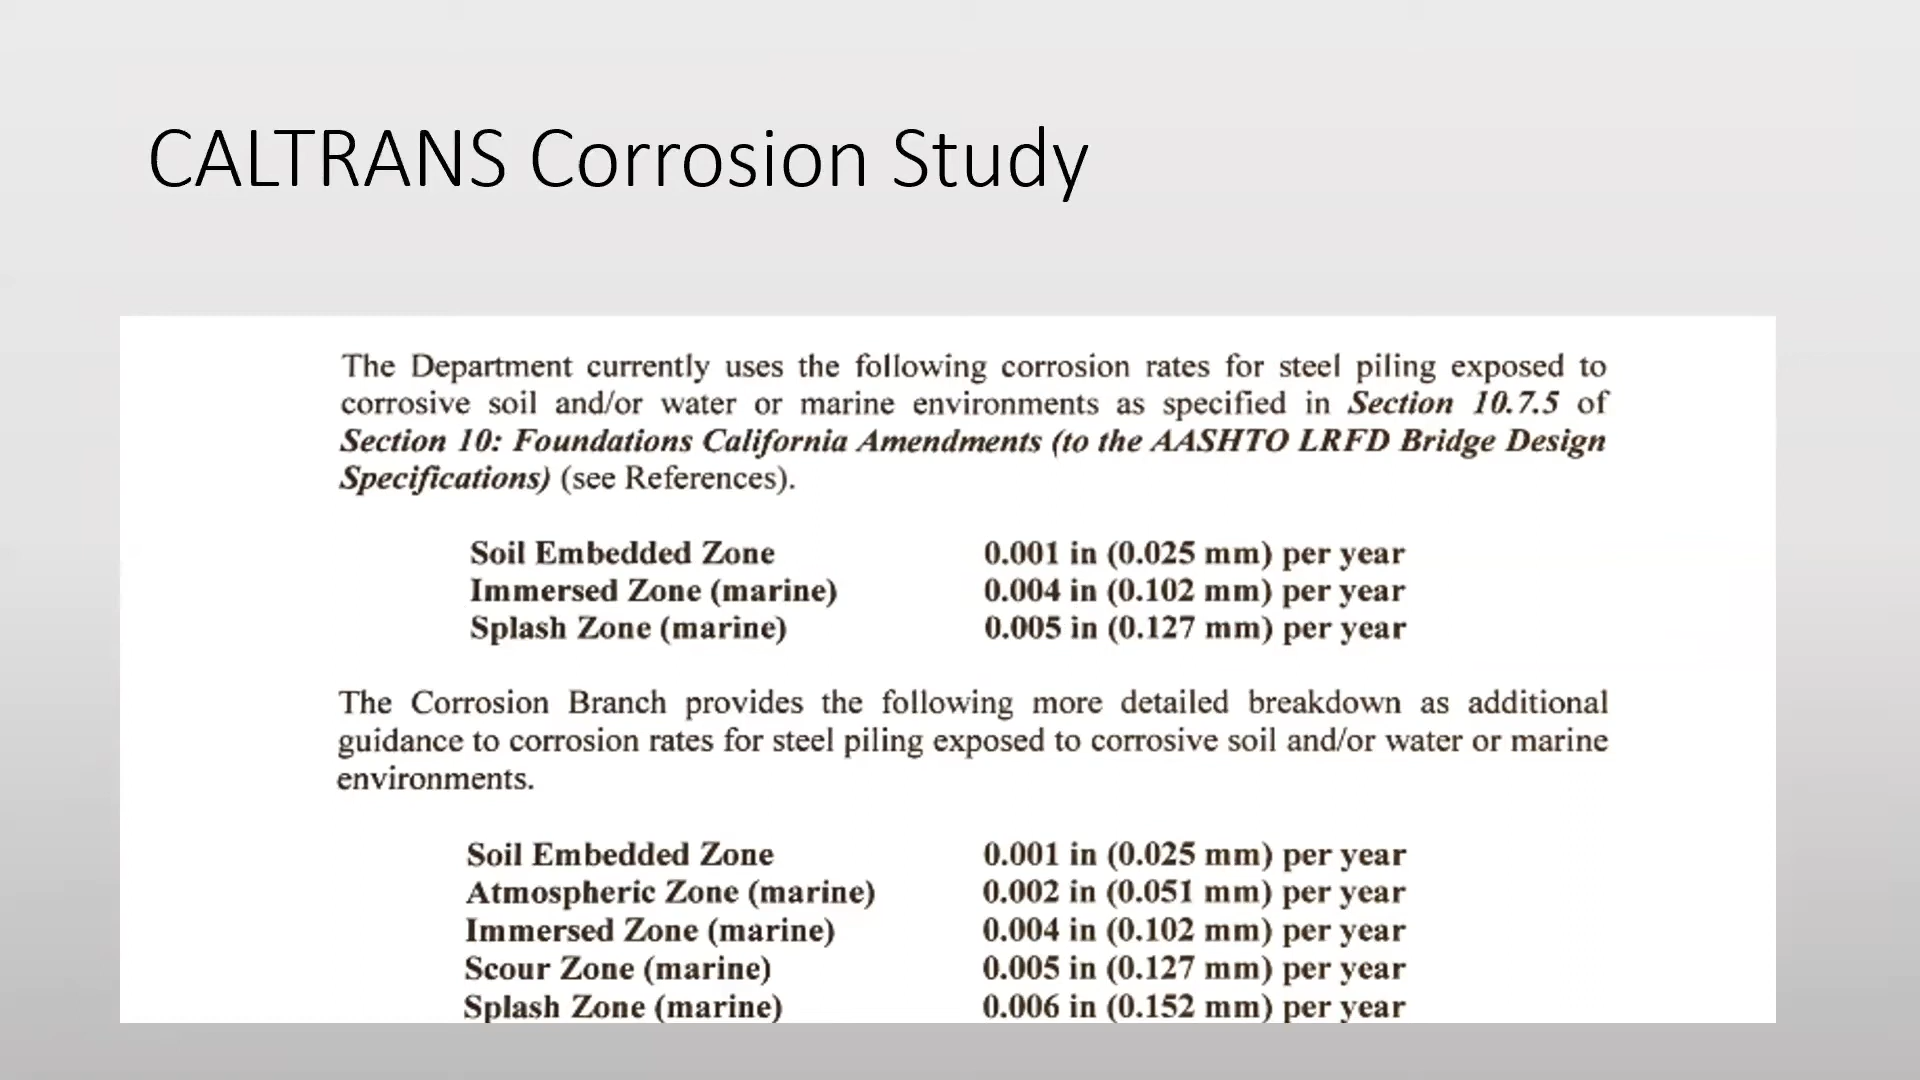 CALTRANS Corrosion Study
The Department currently uses the following corrosion rates for steel piling exposed to
corrosive soil and/or water or marine environments as specified in Section 10.7.5 of
Section 10: Foundations California Amendments (to the AASHTO LRFD Bridge Design
Specifications) (see References).
Soil Embedded Zone 0.001 in (0.025 mm) per year
Immersed Zone (marine) 0.004 in (0.102 mm) per year
Splash Zone (marine) 0.005 in (0.127 mm) per year
The Corrosion Branch provides the following more detailed breakdown as additional
guidance to corrosion rates for steel piling exposed to corrosive soil and/or water or marine
environments.
Soil Embedded Zone 0.001 in (0.025 mm) per year
Atmospheric Zone (marine) 0.002 in (0.051 mm) per year
Immersed Zone (marine) 0.004 in (0.102 mm) per year
Scour Zone (marine) 0.005 in (0.127 mm) per year
Splash Zone (marine) 0.006 in (0.152 mm) per year